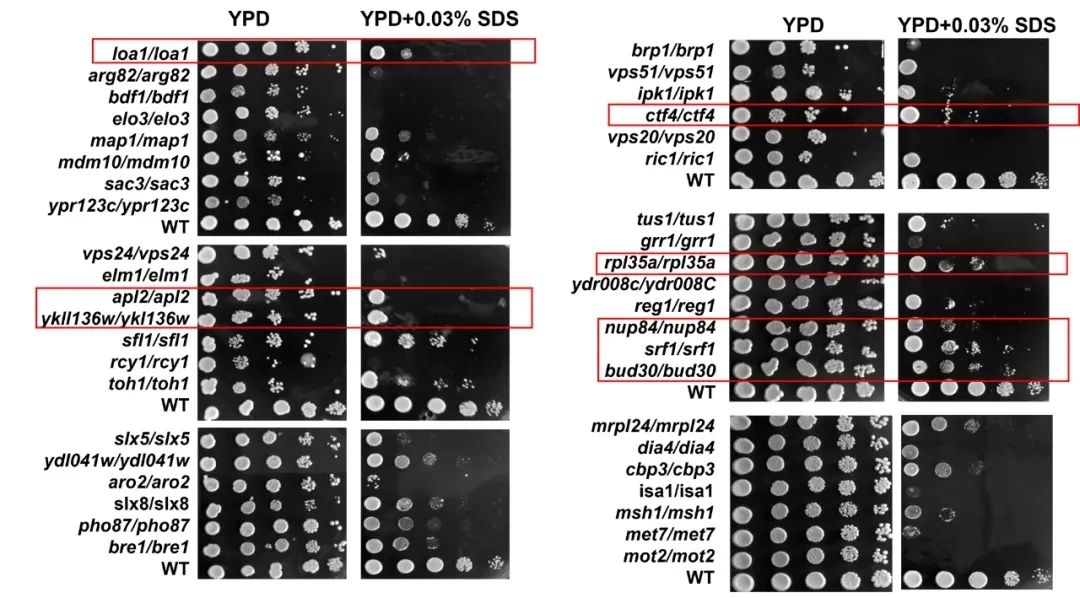 YPD YPD+0.03% SDS
loa1/loa1
arg82/arg82
bdf1/bdf1
elo3/elo3
map1/map1
mdm10/mdm10
sac3/sac3
ypr123c/ypr123c
WT
vps24/vps24
elm1/elm1
apl2/apl2
ykll136w/ykl136w
sfl1/sfl1
rcy1/rcy1
toh1/toh1
WT
slx5/slx5
ydl041w/ydl041w
aro2/aro2
slx8/slx8
pho87/pho87
bre1/bre1
WT
YPD YPD+0.03% SDS
brp1/brp1
vps51/vps51
ipk1/ipk1
ctf4/ctf4
vps20/vps20
ric1/ric1
WT
tus1/tus1
grr1/grr1
rpl35a/rpl35a
ydr008c/ydr008c
reg1/reg1
nup84/nup84
srf1/srf1
bud30/bud30
WT
mrpl24/mrpl24
dia4/dia4
cbp3/cbp3
isa1/isa1
msh1/msh1
met7/met7
mot2/mot2
WT